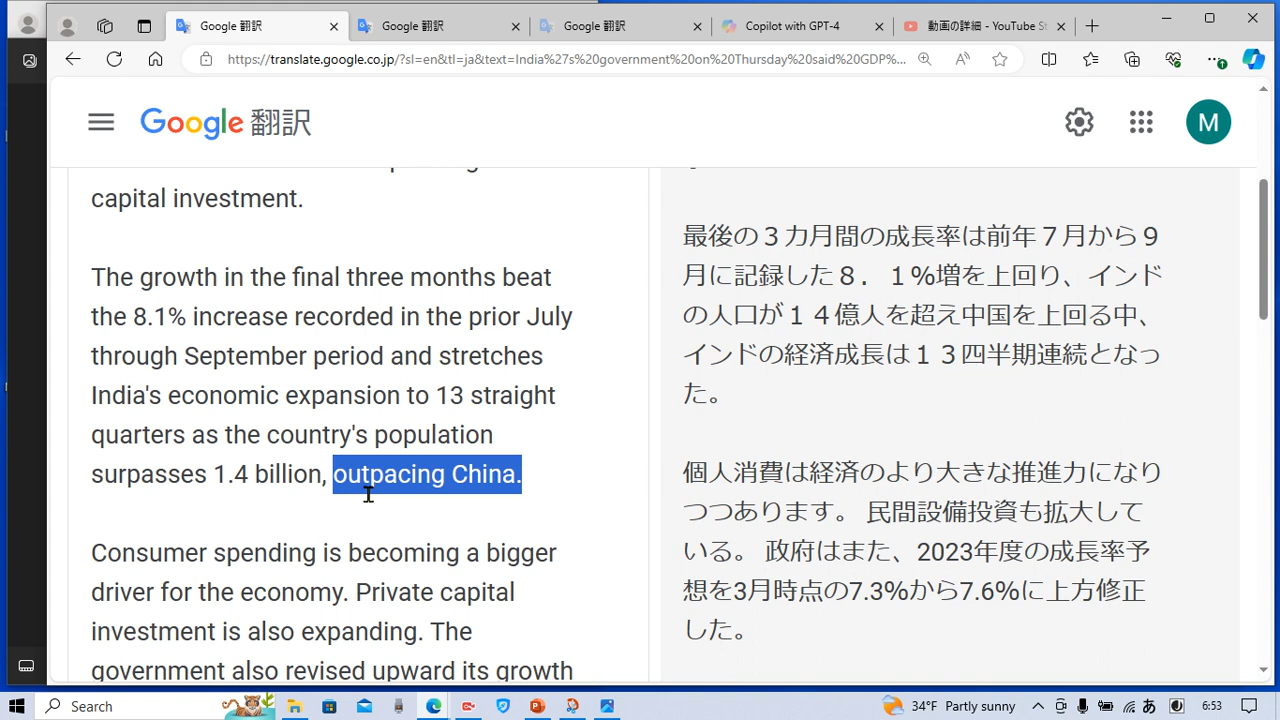 Google 翻訳
Google 翻訳
Google 翻訳
Copilot with GPT-4
動画の詳細 - YouTube St
https://translate.google.co.jp/?sl=en&tl=ja&text=India%27s%20government%20on%20Thursday%20said%20GDP%...
Google 翻訳
M
capital investment.
The growth in the final three months beat
the 8.1% increase recorded in the prior July
through September period and stretches
India's economic expansion to 13 straight
quarters as the country's population
surpasses 1.4 billion, outpacing China.
Consumer spending is becoming a bigger
driver for the economy. Private capital
investment is also expanding. The
government also revised upward its growth
最後の３カ月間の成長率は前年７月から９
月に記録した８．１%増を上回り、インド
の人口が１４億人を超え中国を上回る中、
インドの経済成長は１３四半期連続となっ
た。
個人消費は経済のより大きな推進力になり
つつあります。 民間設備投資も拡大して
いる。 政府はまた、2023年度の成長率予
想を3月時点の7.3%から7.6%に上方修正
した。
Search
34°F Partly sunny
あ
6:53